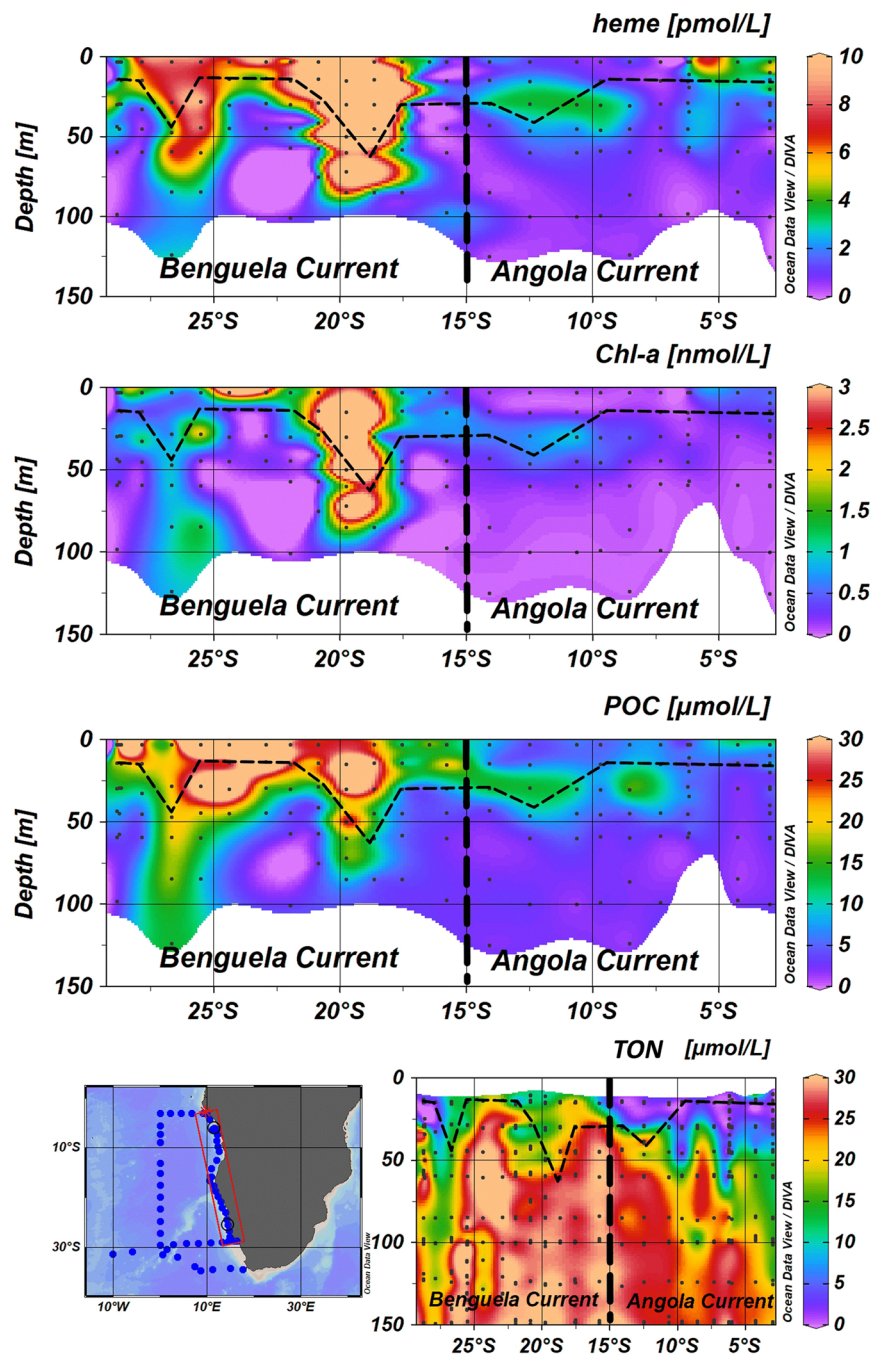 heme [pmol/L]
0
50
100
150
Depth [m]
Benguela Current
Angola Current
25°S
20°S
15°S
10°S
5°S
10
8
6
4
2
0
Ocean Data View / DIVA
Chl-a [nmol/L]
0
50
100
150
Depth [m]
Benguela Current
Angola Current
25°S
20°S
15°S
10°S
5°S
3
2.5
2
1.5
1
0.5
0
Ocean Data View / DIVA
POC [µmol/L]
0
50
100
150
Depth [m]
Benguela Current
Angola Current
25°S
20°S
15°S
10°S
5°S
30
25
20
15
10
5
0
Ocean Data View / DIVA
10°S
30°S
10°W
10°E
30°E
Ocean Data View
TON [µmol/L]
0
50
100
150
Benguela Current
Angola Current
25°S
20°S
15°S
10°S
5°S
30
25
20
15
10
5
0
Ocean Data View / DIVA